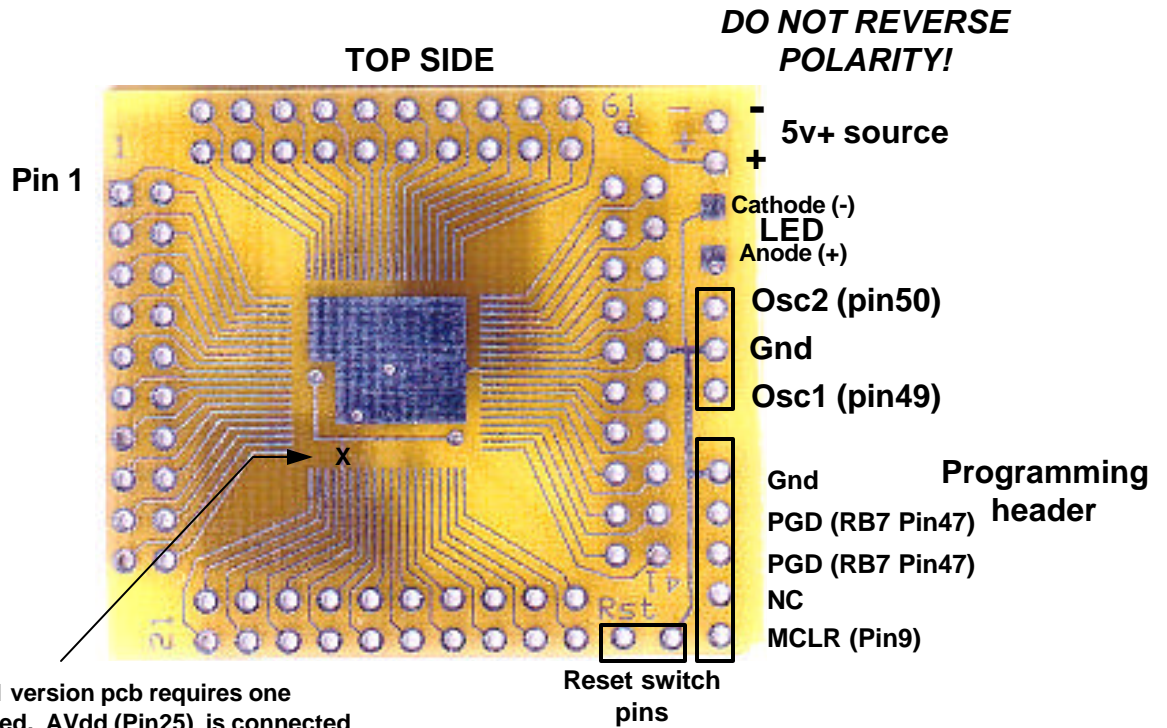 DO NOT REVERSE
POLARITY!
TOP SIDE
61
-
-
+
+
5v+ source
1
Pin 1
Cathode (-)
LED
Anode (+)
Osc2 (pin50)
Gnd
Osc1 (pin49)
X
Programming
header
Gnd
PGD (RB7 Pin47)
PGD (RB7 Pin47)
NC
MCLR (Pin9)
Rst
21
Reset switch
pins
version pcb requires one
AVdd (Pin25) is connected